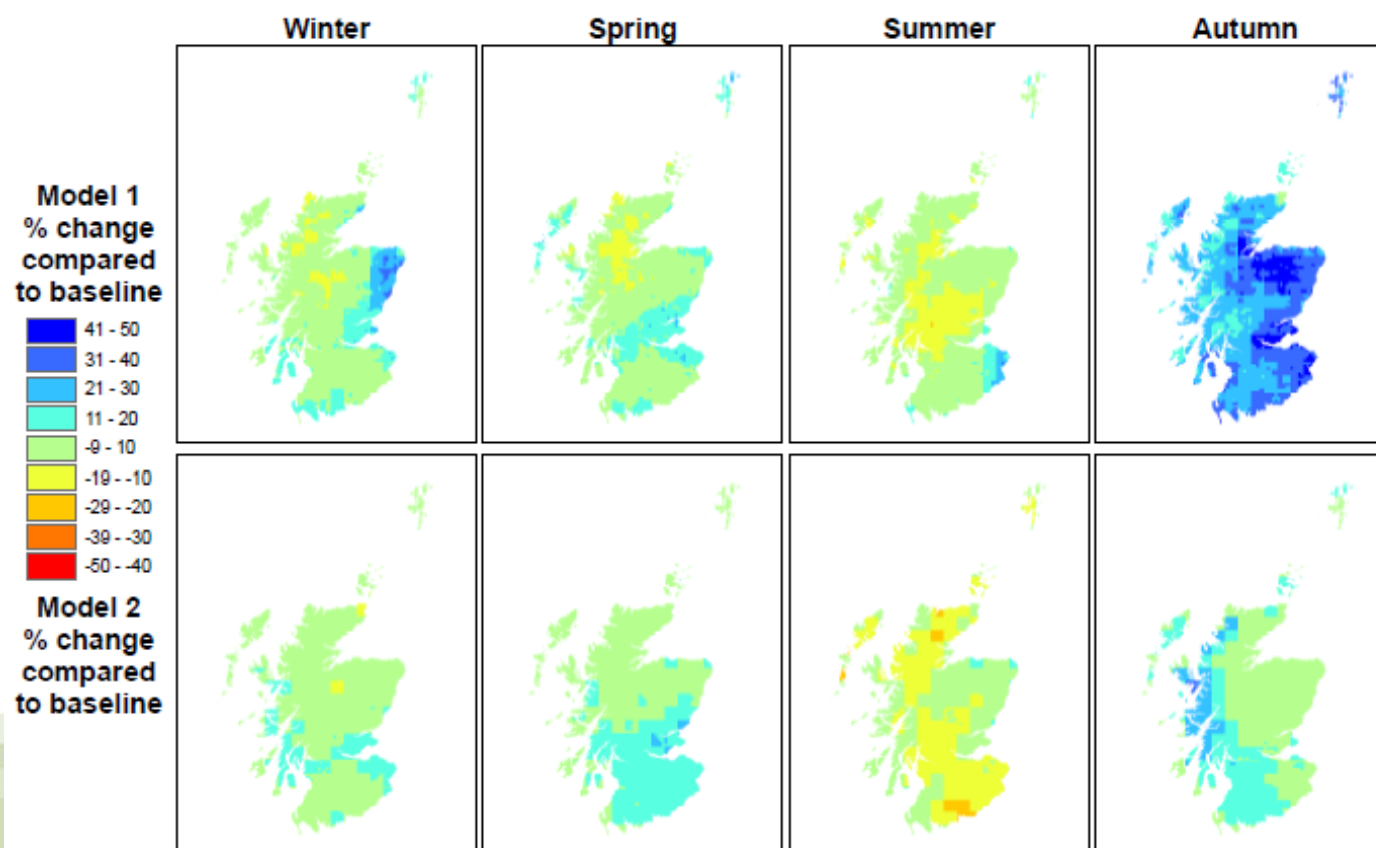 Winter
Spring
Summer
Autumn
Model 1
% change
compared
to baseline
41 - 50
31 - 40
21 - 30
11 - 20
-9 - 10
-19 - -10
-29 - -20
-39 - -30
-50 - -40
Model 2
% change
compared
to baseline